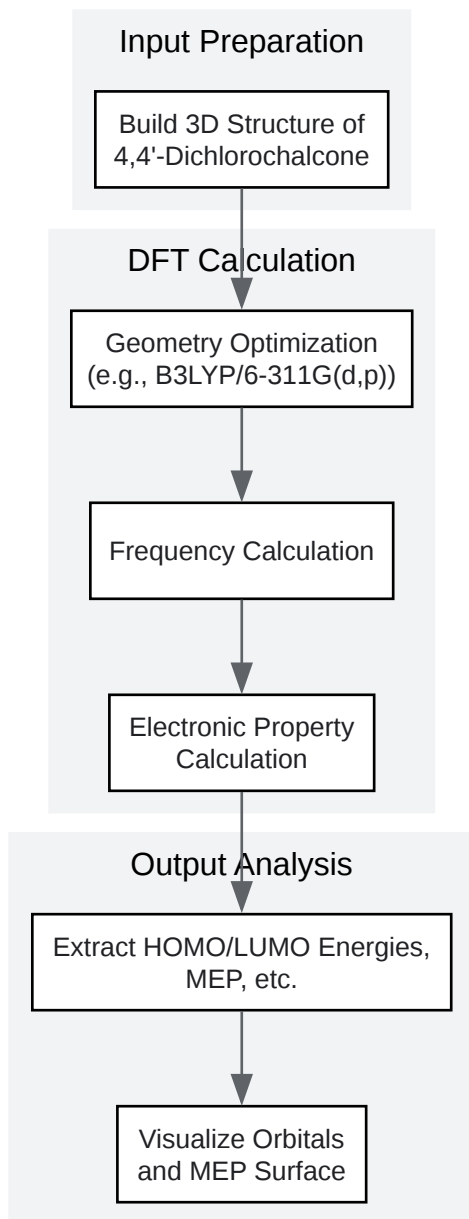 Input Preparation
Build 3D Structure of
4,4'-Dichlorochalcone
DFT Calculation
Geometry Optimization
(e.g., B3LYP/6-311G(d,p))
Frequency Calculation
Electronic Property
Calculation
Output Analysis
Extract HOMO/LUMO Energies,
MEP, etc.
Visualize Orbitals
and MEP Surface